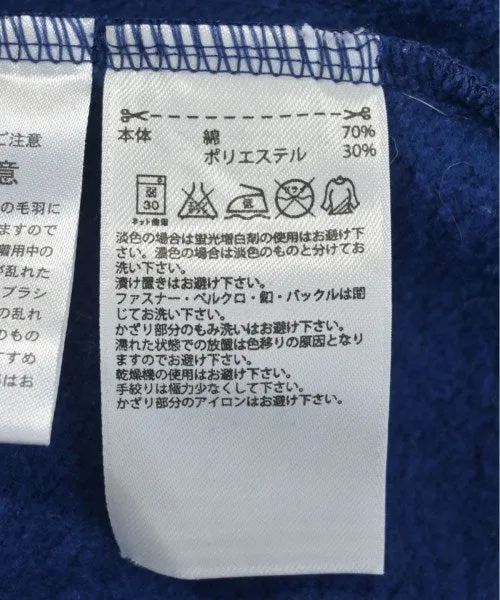 ご注意
意
の毛羽に
ますので
着用中の
が乱れた
ブラシ
の乱れ
のもの
すすめ
はお
本体 綿 70%
ポリエステル 30%
弱
30
ネット使用
低
淡色の場合は蛍光増白剤の使用はお避け下
さい。濃色の場合は淡色のものと分けてお
洗い下さい。
漬け置きはお避け下さい。
ファスナー・ベルクロ・釦・バックルは閉
じてお洗い下さい。
かざり部分のもみ洗いはお避け下さい。
濡れた状態での放置は色移りの原因となり
ますのでお避け下さい。
乾燥機の使用はお避け下さい。
手絞りは極力少なくして下さい。
かざり部分のアイロンはお避け下さい。